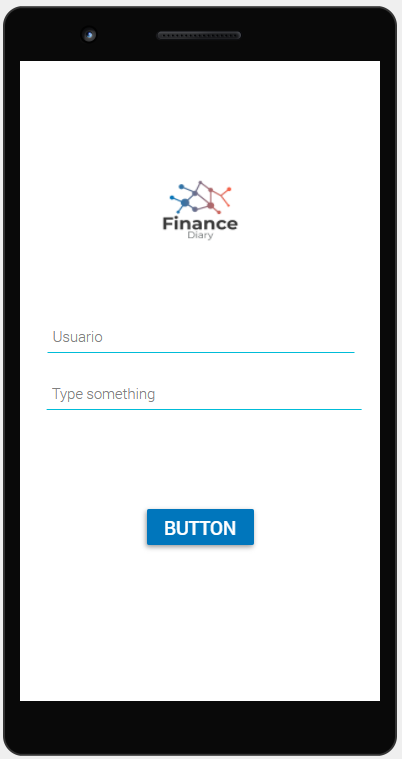 Finance
Diary
Usuario
Type something
BUTTON